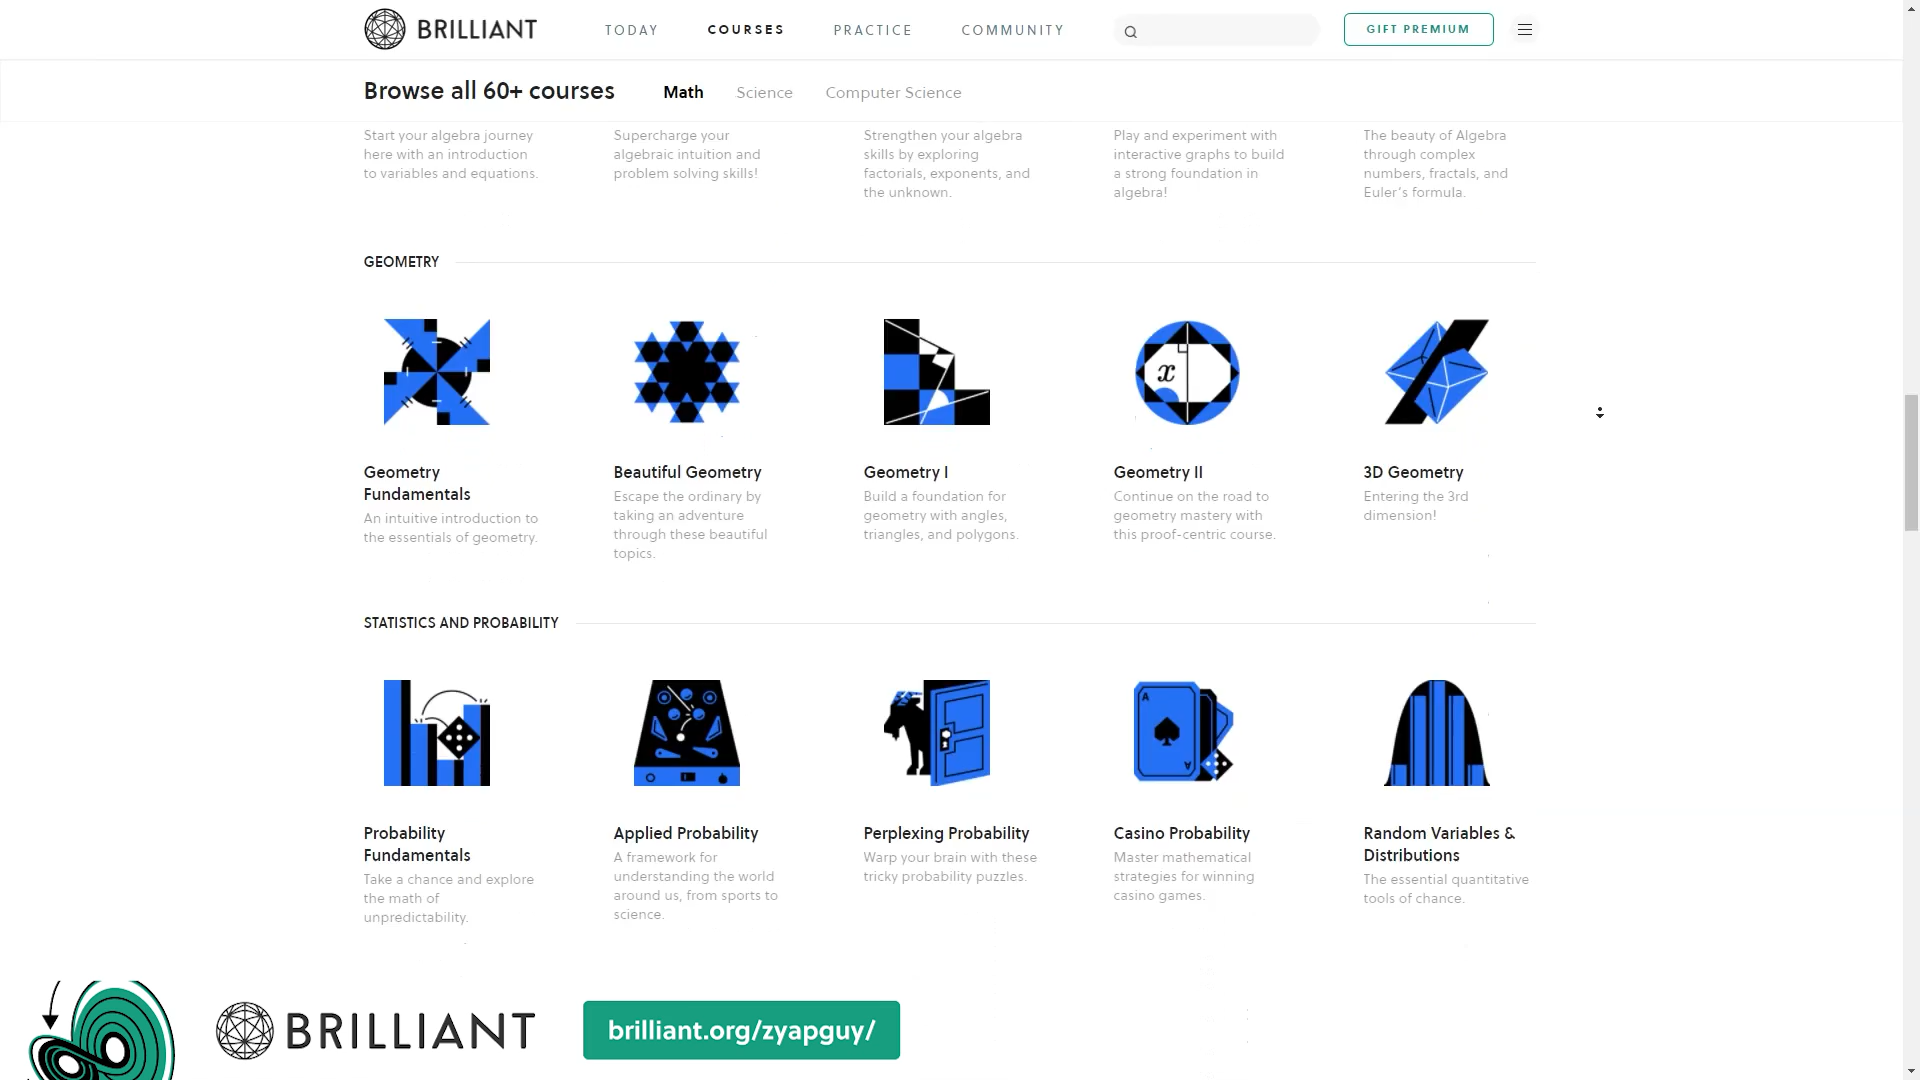 BRILLIANT
TODAY
COURSES
PRACTICE
COMMUNITY
GIFT PREMIUM
Browse all 60+ courses
Math
Science
Computer Science
Start your algebra journey
here with an introduction
to variables and equations.
Supercharge your
algebraic intuition and
problem solving skills!
Strengthen your algebra
skills by exploring
factorials, exponents, and
the unknown.
Play and experiment with
interactive graphs to build
a strong foundation in
algebra!
The beauty of Algebra
through complex
numbers, fractals, and
Euler's formula.
GEOMETRY
x
Geometry
Fundamentals
An intuitive introduction to
the essentials of geometry.
Beautiful Geometry
Escape the ordinary by
taking an adventure
through these beautiful
topics.
Geometry I
Build a foundation for
geometry with angles,
triangles, and polygons.
Geometry II
Continue on the road to
geometry mastery with
this proof-centric course.
3D Geometry
Entering the 3rd
dimension!
STATISTICS AND PROBABILITY
A
A
Probability
Fundamentals
Take a chance and explore
the math of
unpredictability.
Applied Probability
A framework for
understanding the world
around us, from sports to
science.
Perplexing Probability
Warp your brain with these
tricky probability puzzles.
Casino Probability
Master mathematical
strategies for winning
casino games.
Random Variables &
Distributions
The essential quantitative
tools of chance.
BRILLIANT
brilliant.org/zyapguy/